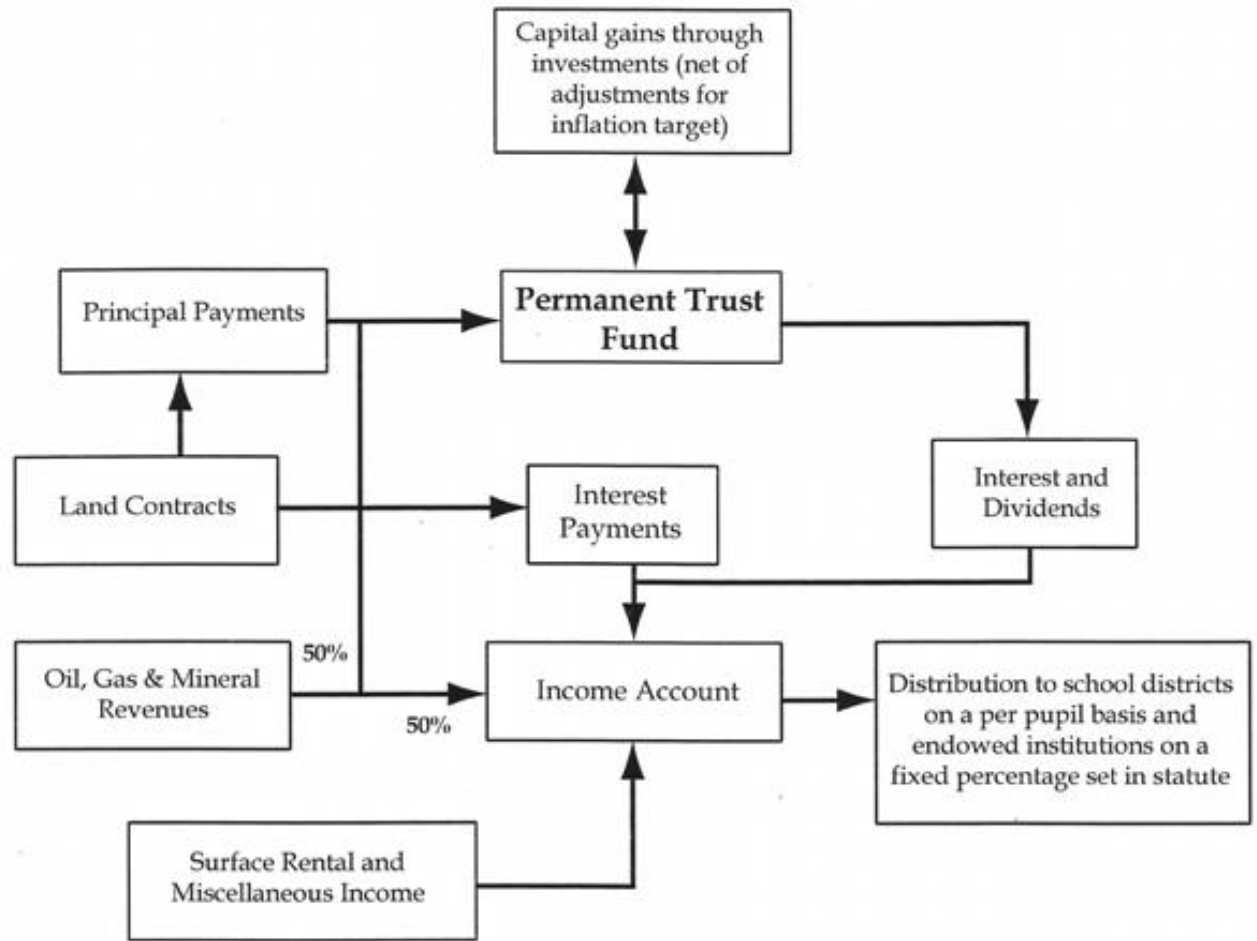 Capital gains through
investments (net of
adjustments for
inflation target)
Principal Payments
Permanent Trust
Fund
Land Contracts
Interest
Payments
Interest and
Dividends
50%
Oil, Gas & Mineral
Revenues
50%
Income Account
Distribution to school districts
on a per pupil basis and
endowed institutions on a
fixed percentage set in statute
Surface Rental and
Miscellaneous Income